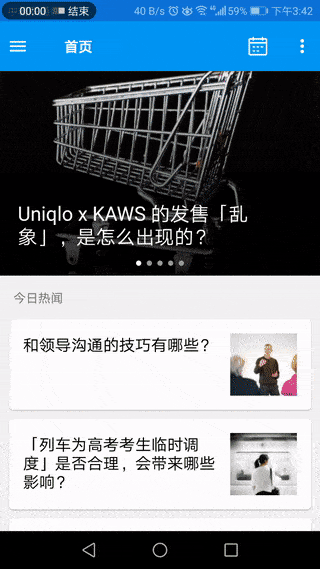 00:00 结束 40 B/s 59% 下午3:42
首页
Uniqlo x KAWS 的发售「乱
象」，是怎么出现的？
今日热闻
和领导沟通的技巧有哪些？
「列车为高考考生临时调
度」是否合理，会带来哪些
影响？